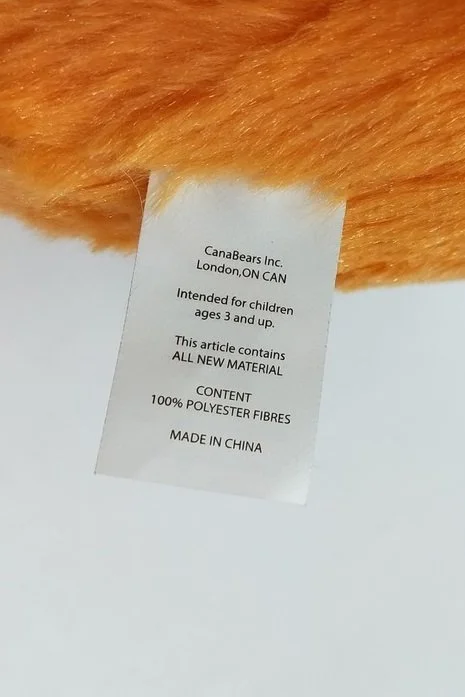 CanaBears Inc.
London,ON CAN
Intended for children
ages 3 and up.
This article contains
ALL NEW MATERIAL
CONTENT
100% POLYESTER FIBRES
MADE IN CHINA